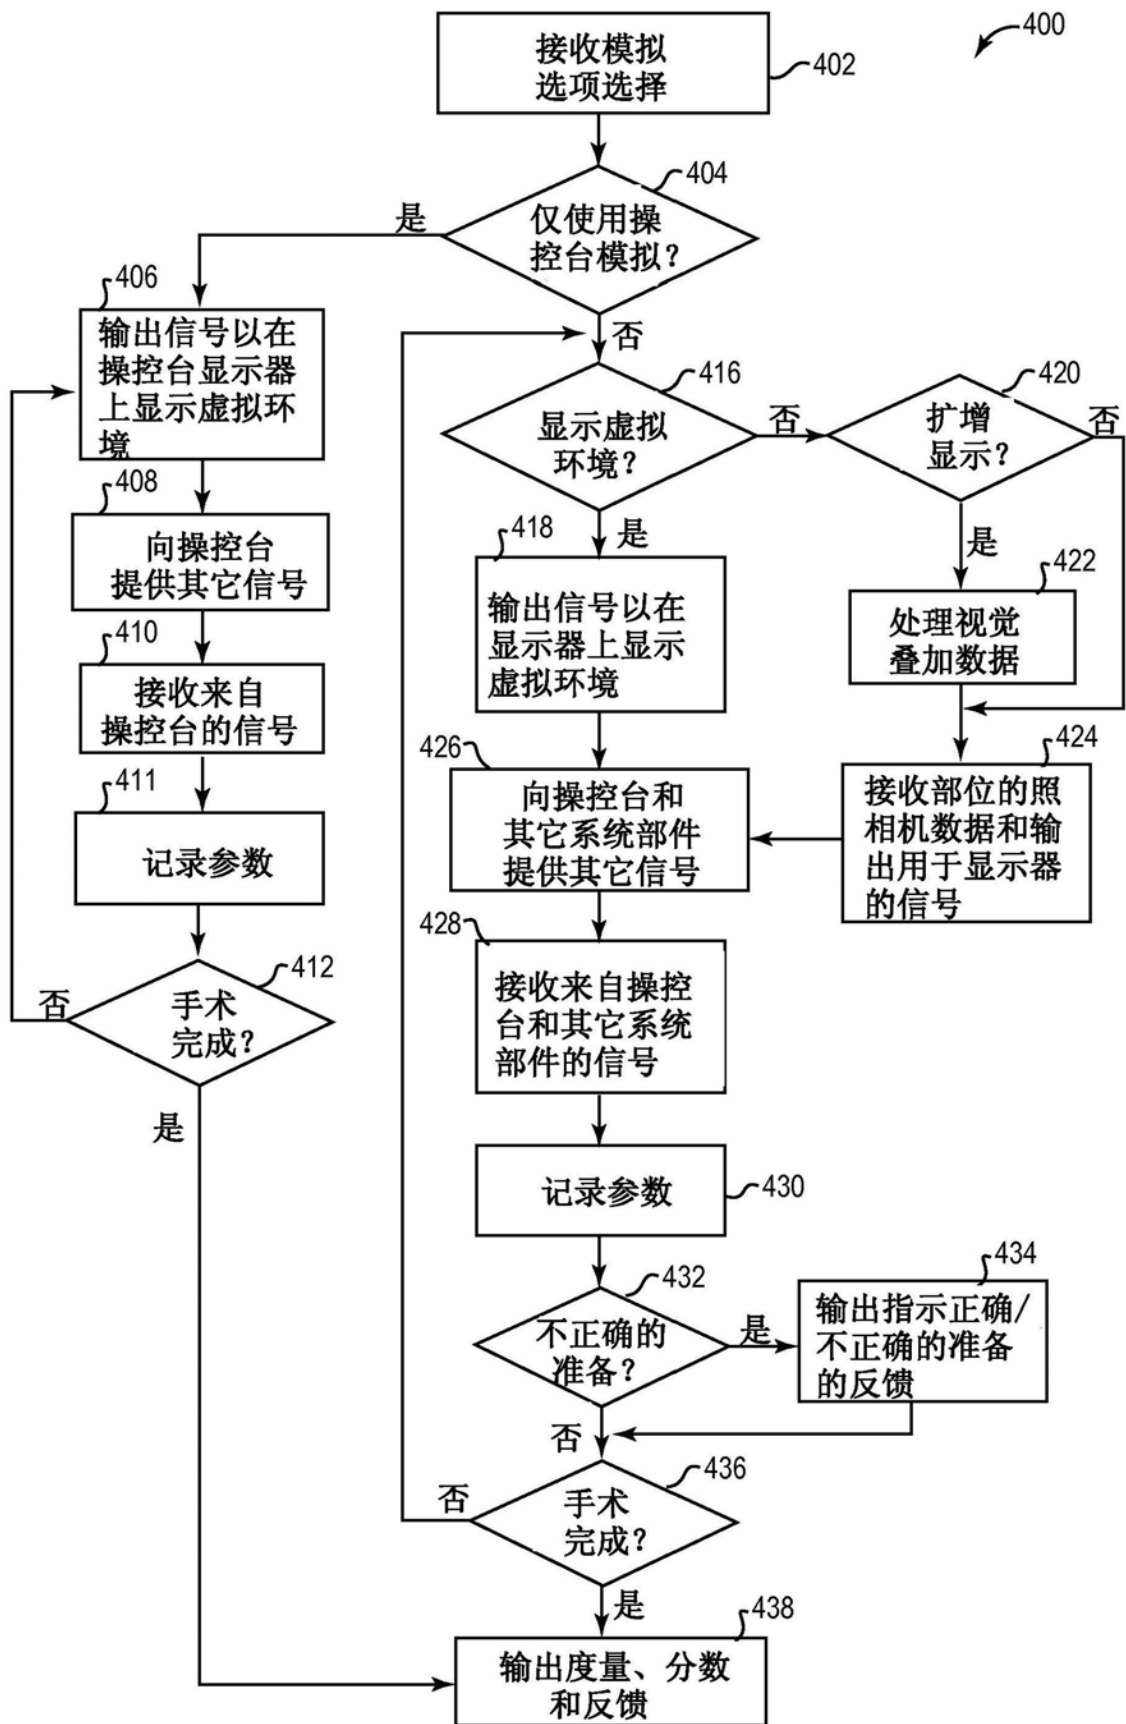 400
接收模拟
选项选择
402
404
仅使用操
控台模拟？
是
否
406
输出信号以在
操控台显示器
上显示虚拟环
境
408
向操控台
提供其它信号
410
接收来自
操控台的信号
411
记录参数
412
手术
完成？
否
是
416
显示虚拟
环境？
否
是
420
扩增
显示？
否
是
418
输出信号以在
显示器上显示
虚拟环境
422
处理视觉
叠加数据
424
接收部位的照
相机数据和输
出用于显示器
的信号
426
向操控台和
其它系统部件
提供其它信号
428
接收来自操控
台和其它系统
部件的信号
记录参数
430
432
不正确的
准备？
是
否
434
输出指示正确/
不正确的准备
的反馈
436
手术
完成？
否
是
438
输出度量、分数
和反馈